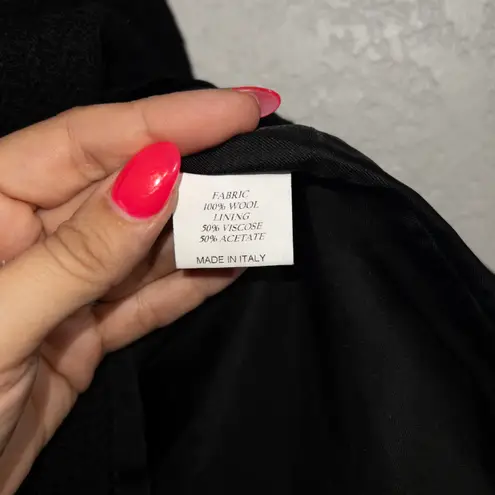 FABRIC
100% WOOL
LINING
50% VISCOSE
50% ACETATE
MADE IN ITALY